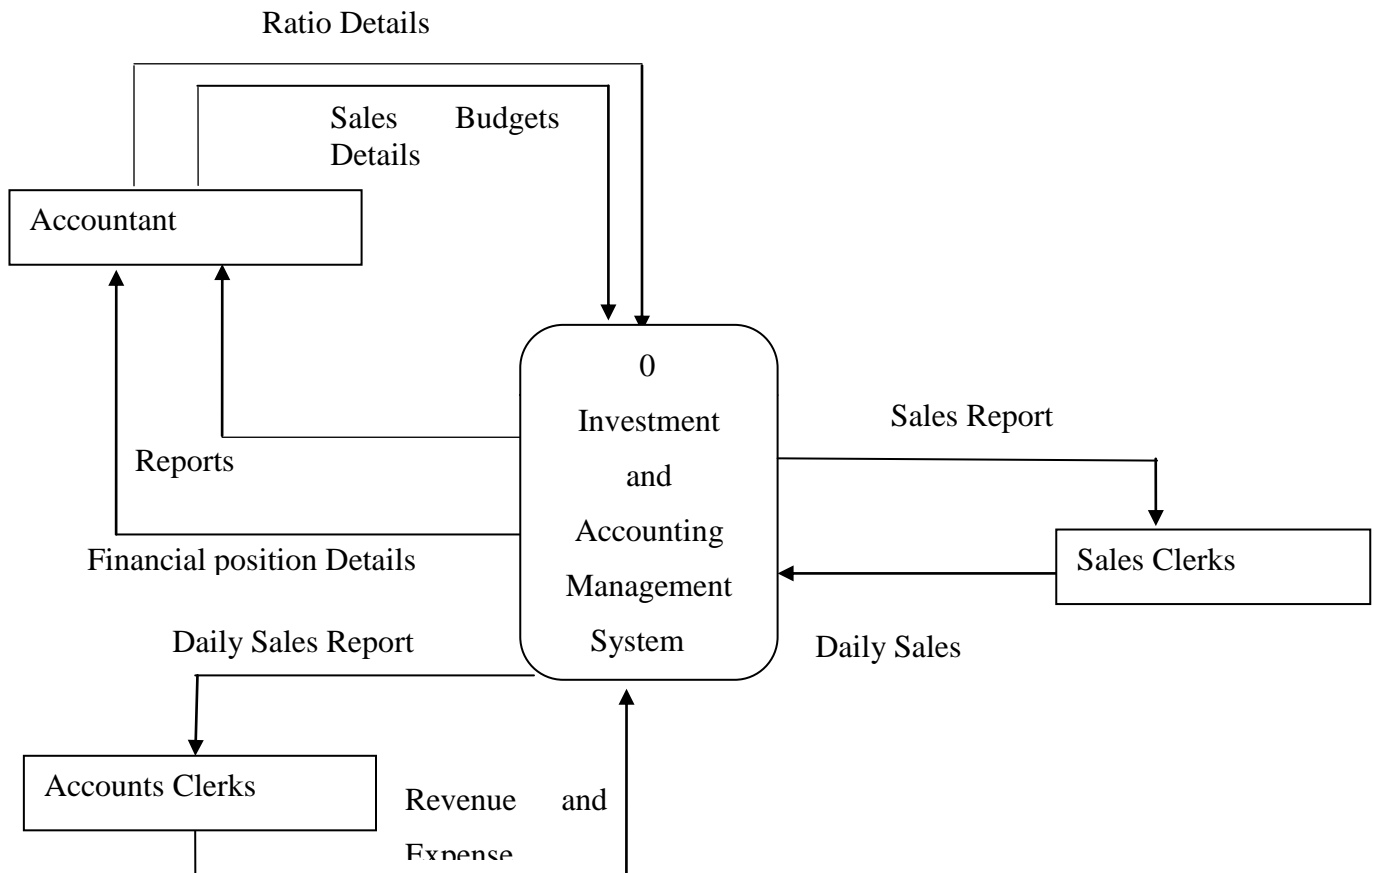 Ratio Details
Sales Budgets
Details
Accountant
0
Investment
and
Accounting
Management
System
Sales Report
Reports
Financial position Details
Sales Clerks
Daily Sales Report
Daily Sales
Accounts Clerks
Revenue and
Expense